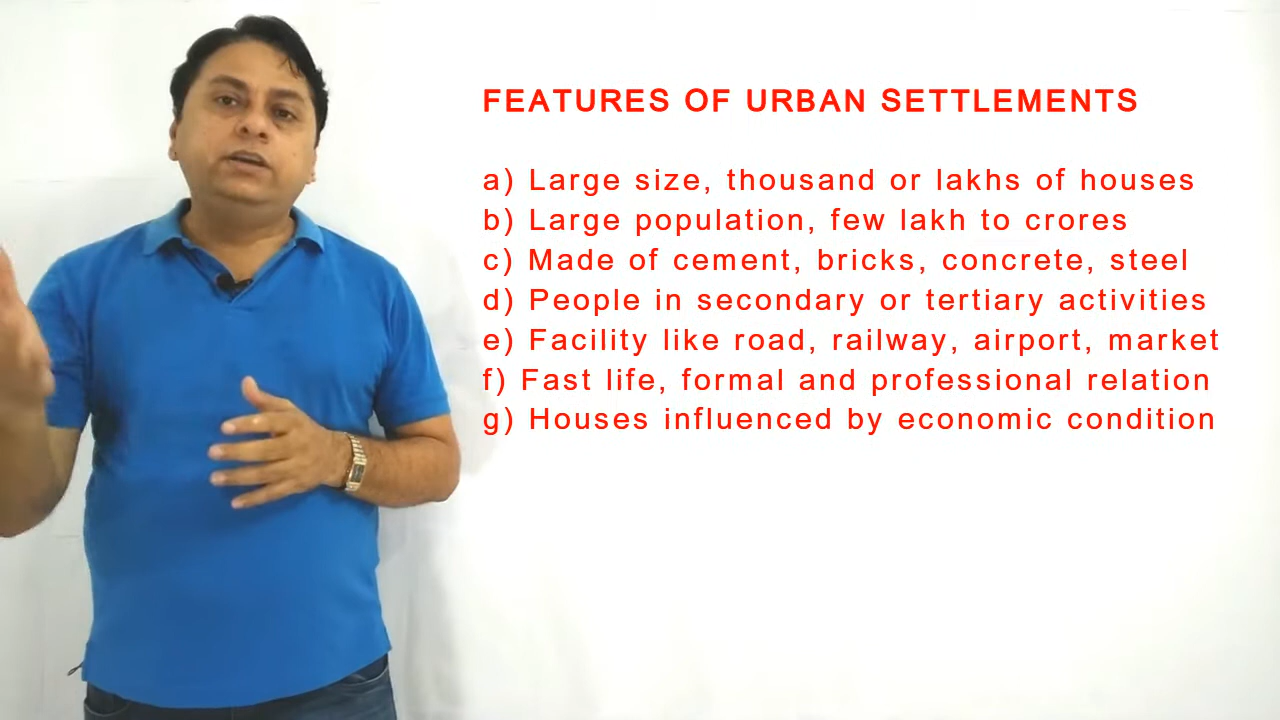 FEATURES OF URBAN SETTLEMENTS
a) Large size, thousand or lakhs of houses
b) Large population, few lakh to crores
c) Made of cement, bricks, concrete, steel
d) People in secondary or tertiary activities
e) Facility like road, railway, airport, market
f) Fast life, formal and professional relation
g) Houses influenced by economic condition